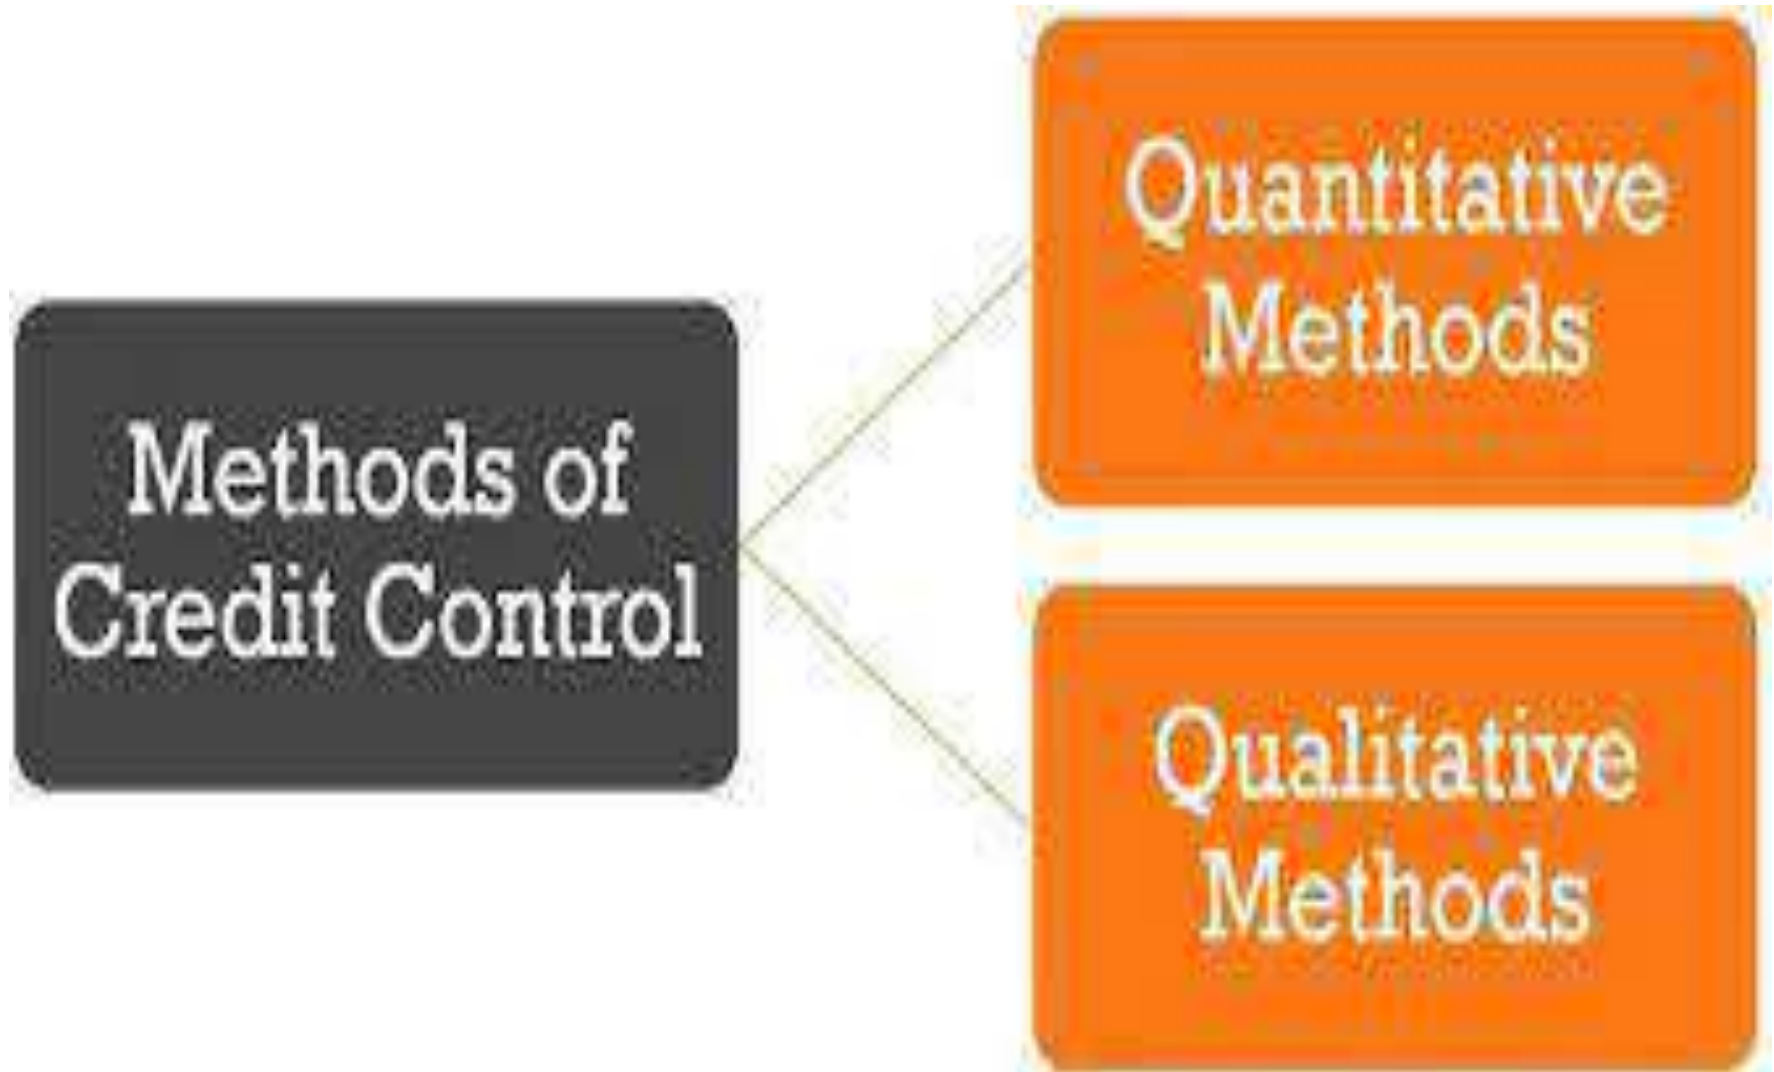 Methods of
Credit Control
Quantitative
Methods
Qualitative
Methods